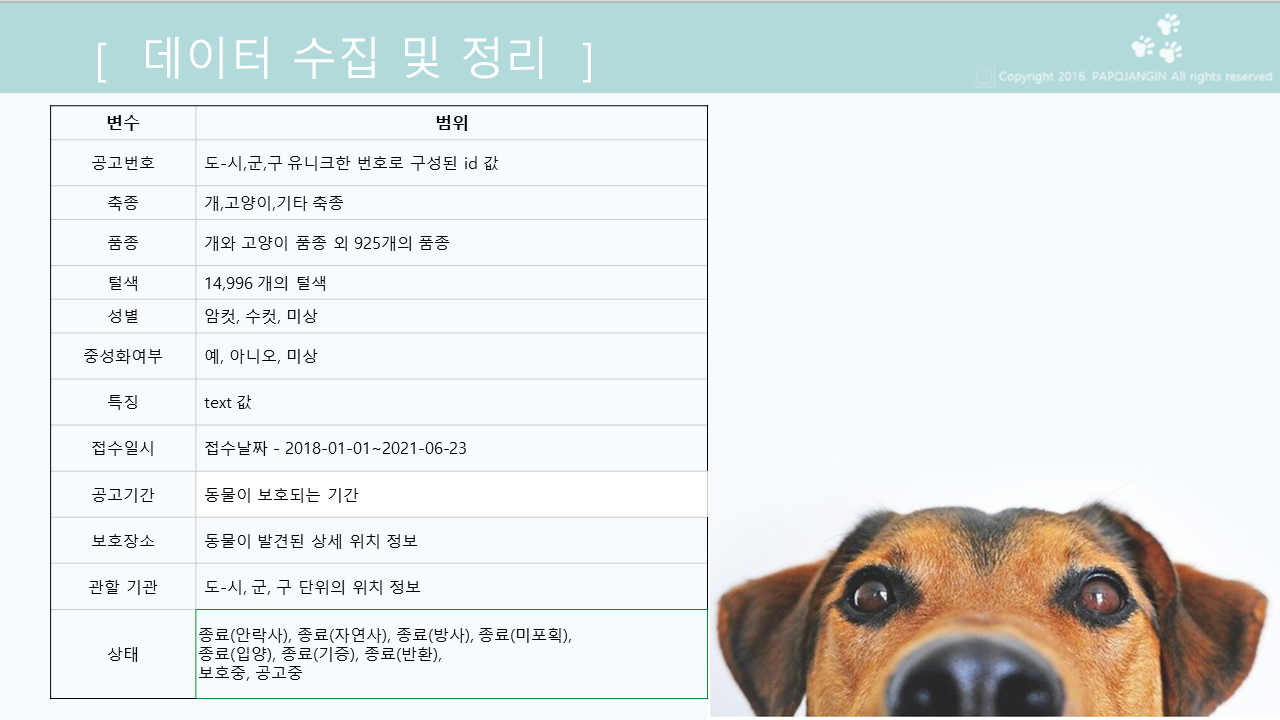 [ 데이터 수집 및 정리 ]
Copyright 2016. PAPOJANGIN All rights reserved.
변수 범위
공고번호 도-시,군,구 유니크한 번호로 구성된 id 값
축종 개,고양이,기타 축종
품종 개와 고양이 품종 외 925개의 품종
털색 14,996 개의 털색
성별 암컷, 수컷, 미상
중성화여부 예, 아니오, 미상
특징 text 값
접수일시 접수날짜 - 2018-01-01~2021-06-23
공고기간 동물이 보호되는 기간
보호장소 동물이 발견된 상세 위치 정보
관할 기관 도-시, 군, 구 단위의 위치 정보
상태 종료(안락사), 종료(자연사), 종료(방사), 종료(미포획),
종료(입양), 종료(기증), 종료(반환),
보호중, 공고중